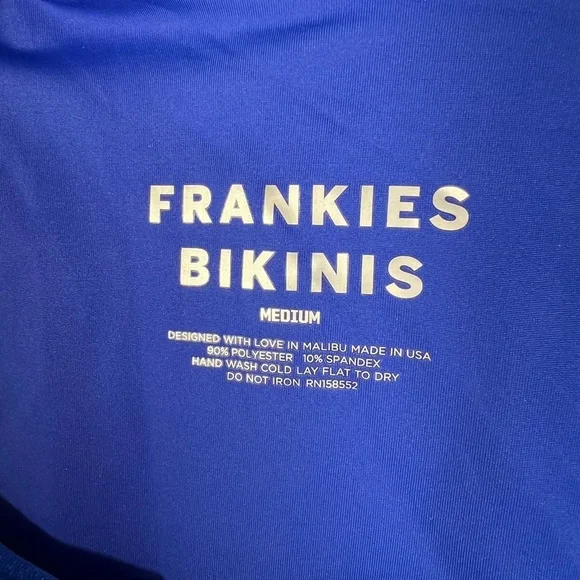 FRANKIES
BIKINIS
MEDIUM
DESIGNED WITH LOVE IN MALIBU MADE IN USA
90% POLYESTER 10% SPANDEX
HAND WASH COLD LAY FLAT TO DRY
DO NOT IRON RN158552